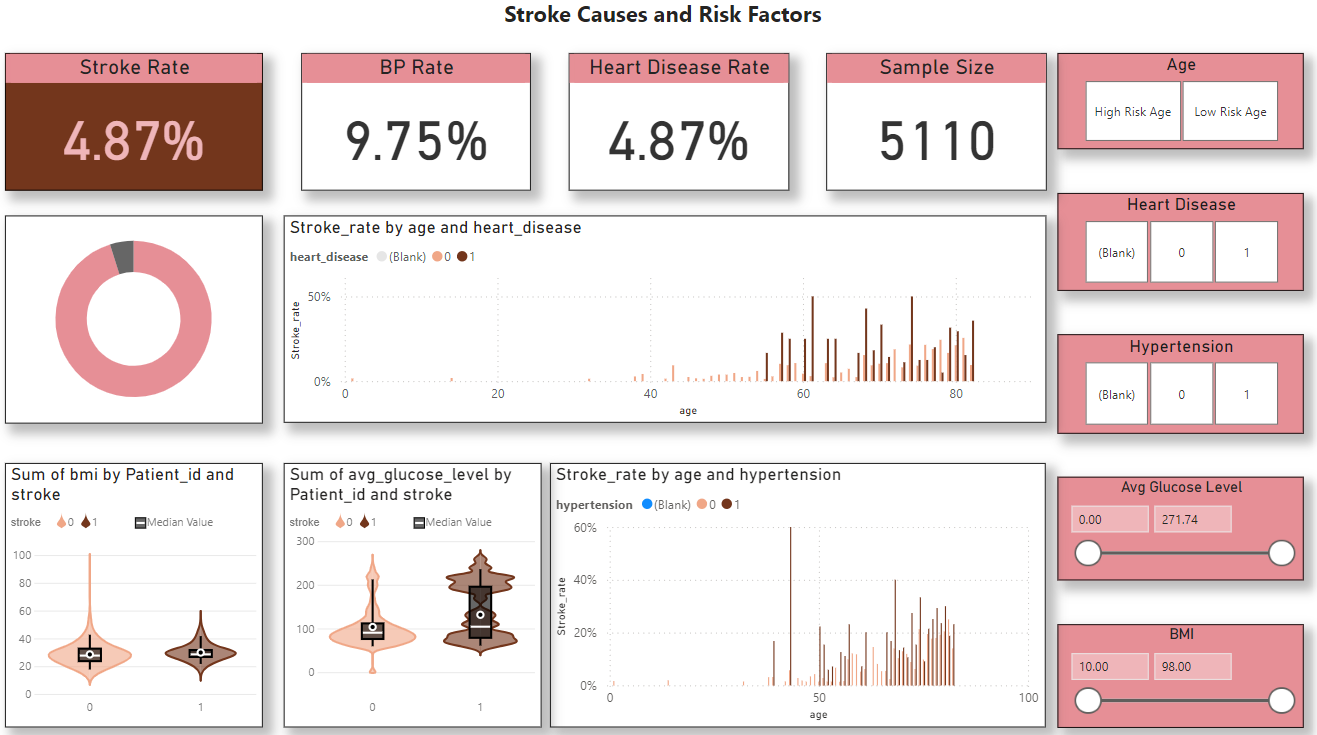 Stroke Causes and Risk Factors
Stroke Rate
4.87%
BP Rate
9.75%
Heart Disease Rate
4.87%
Sample Size
5110
Age
High Risk Age
Low Risk Age
Heart Disease
(Blank)
0
1
Hypertension
(Blank)
0
1
Avg Glucose Level
0.00
271.74
BMI
10.00
98.00
Stroke_rate by age and heart_disease
heart_disease (Blank) 0 1
Stroke_rate
50%
0%
0 20 40 60 80
age
Sum of bmi by Patient_id and
stroke
stroke 0 1 Median Value
100
80
60
40
20
0
0 1
Sum of avg_glucose_level by
Patient_id and stroke
stroke 0 1 Median Value
300
200
100
0
0 1
Stroke_rate by age and hypertension
hypertension (Blank) 0 1
Stroke_rate
60%
40%
20%
0%
0 50 100
age